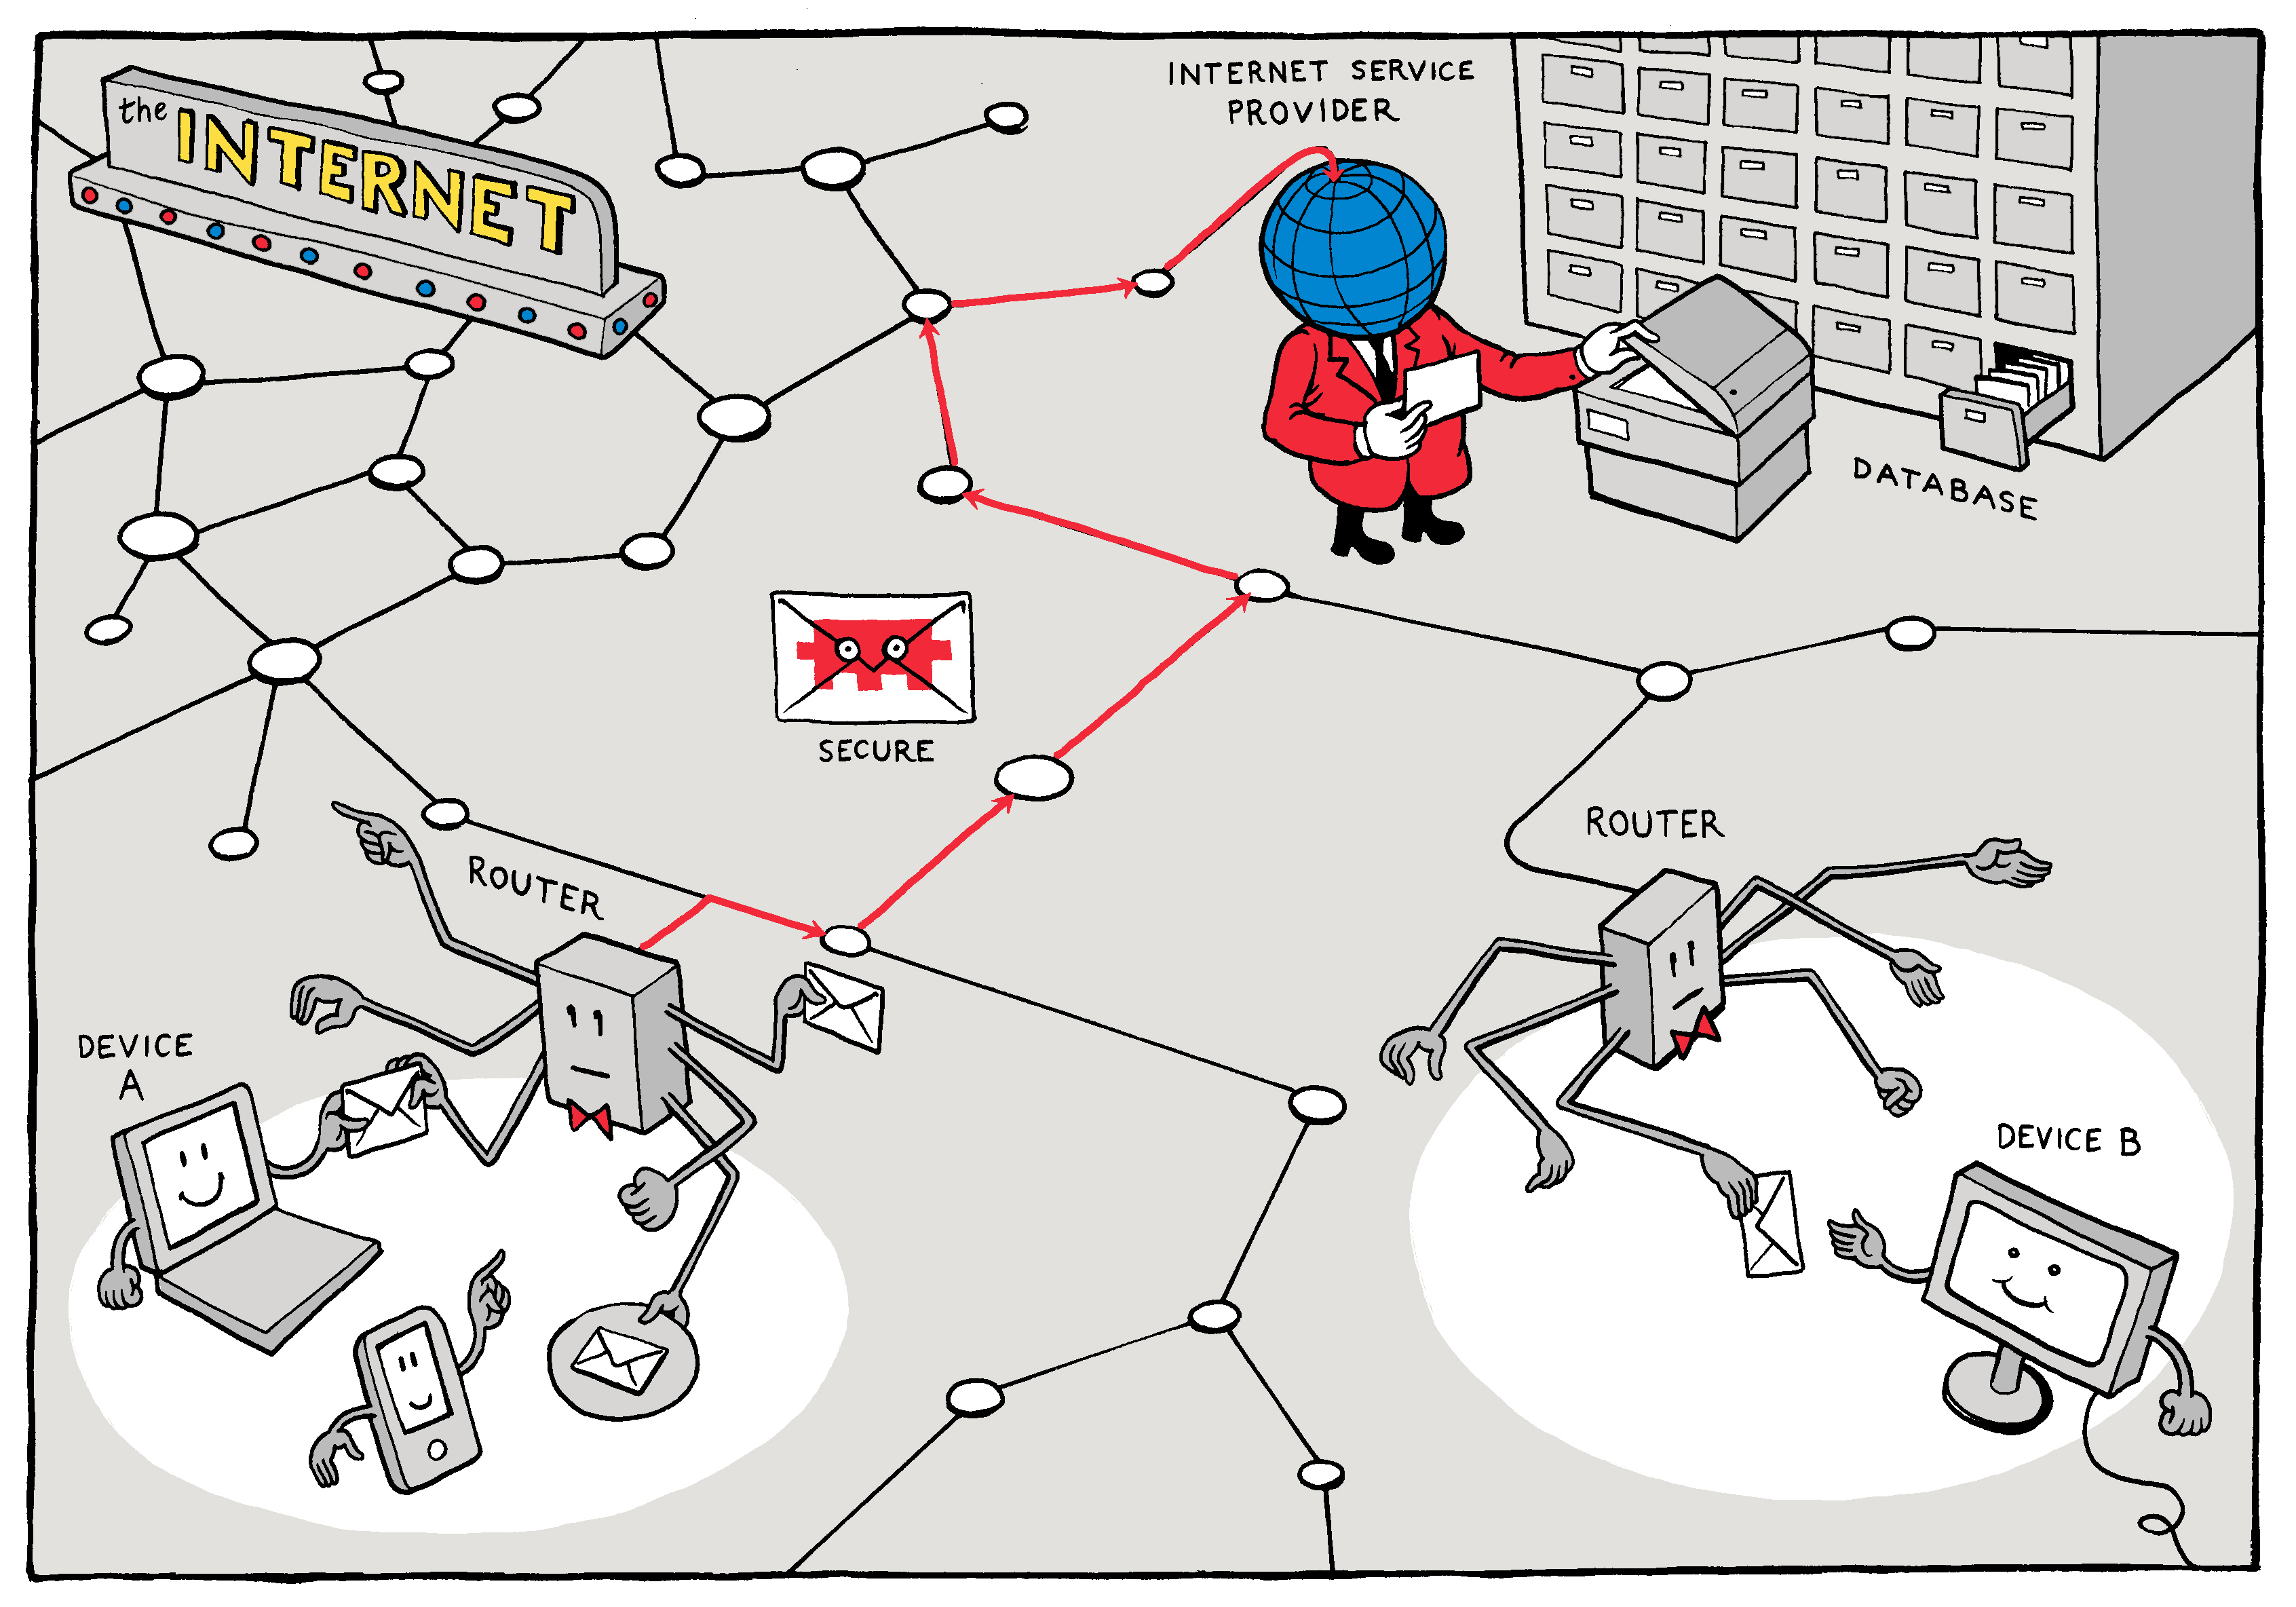 the INTERNET
INTERNET SERVICE
PROVIDER
DATABASE
SECURE
ROUTER
ROUTER
DEVICE
A
DEVICE B